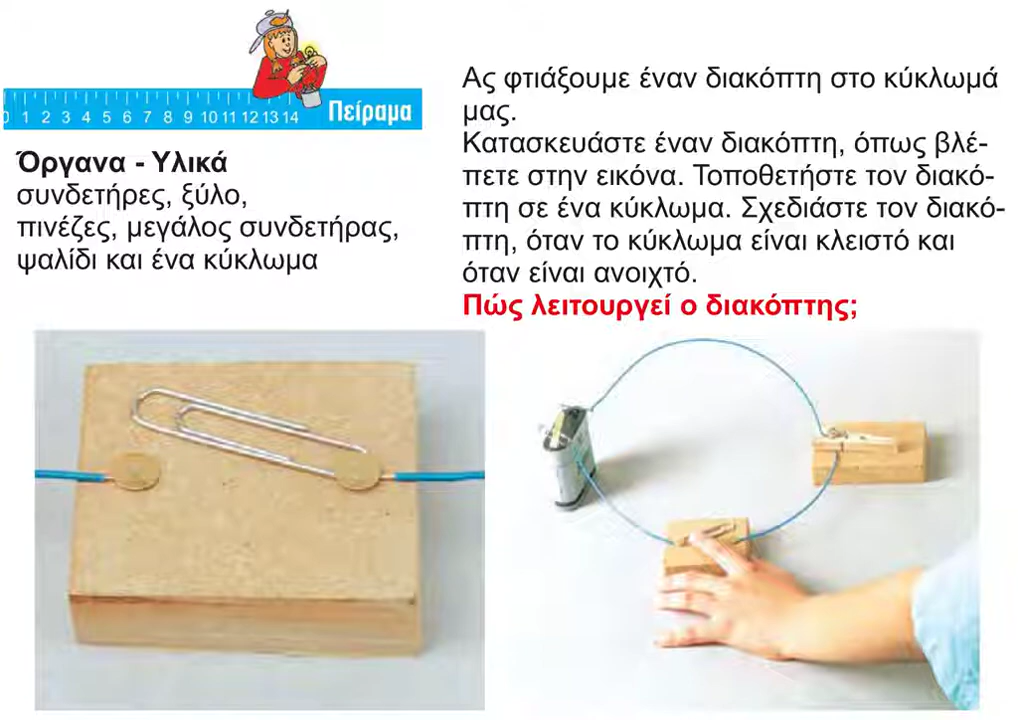 0 1 2 3 4 5 6 7 8 9 10 11 12 13 14
Πείραμα
Όργανα - Υλικά
συνδετήρες, ξύλο,
πινέζες, μεγάλος συνδετήρας,
ψαλίδι και ένα κύκλωμα
Ας φτιάξουμε έναν διακόπτη στο κύκλωμά
μας.
Κατασκευάστε έναν διακόπτη, όπως βλέ-
πετε στην εικόνα. Τοποθετήστε τον διακό-
πτη σε ένα κύκλωμα. Σχεδιάστε τον διακό-
πτη, όταν το κύκλωμα είναι κλειστό και
όταν είναι ανοιχτό.
Πώς λειτουργεί ο διακόπτης;